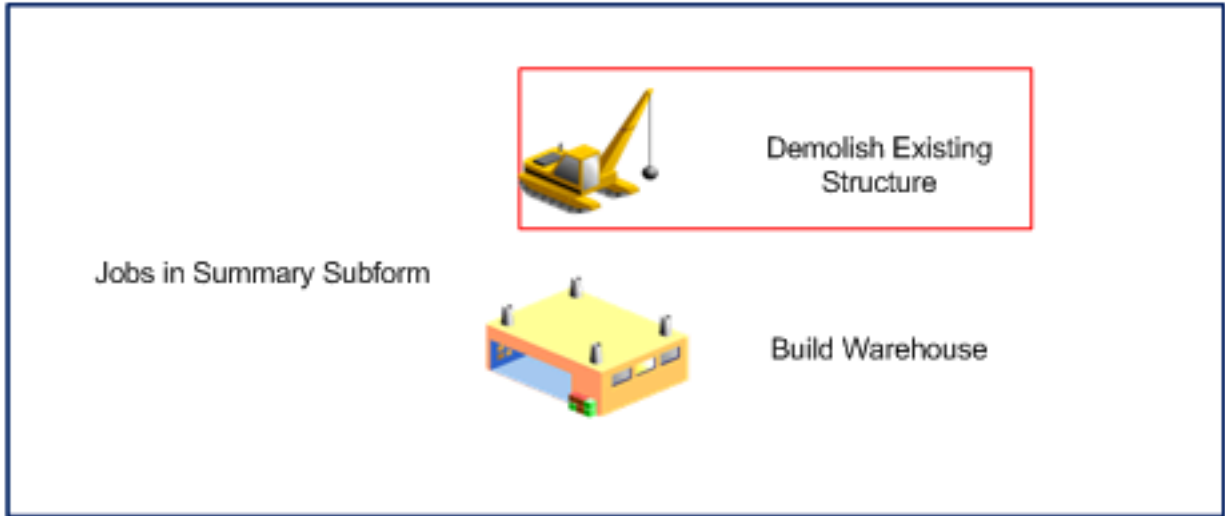 Demolish Existing
Structure
Jobs in Summary Subform
Build Warehouse